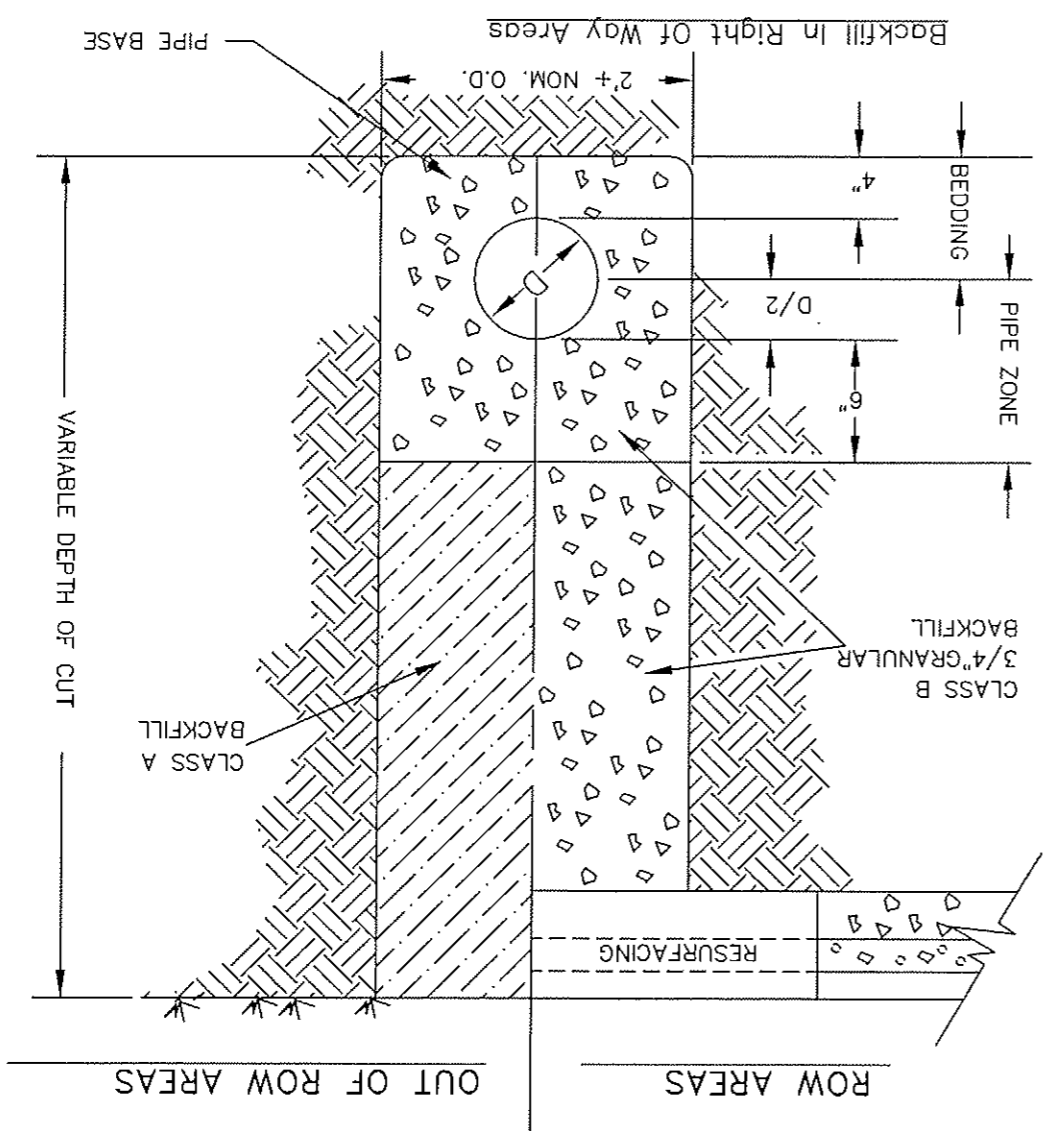 ROW AREAS
OUT OF ROW AREAS
RESURFACING
CLASS A
BACKFILL
CLASS B
3/4"GRANULAR
BACKFILL
VARIABLE DEPTH OF CUT
PIPE ZONE
6"
D/2
D
BEDDING
4"
2'+ NOM. O.D.
PIPE BASE
Backfill In Right Of Way Areas